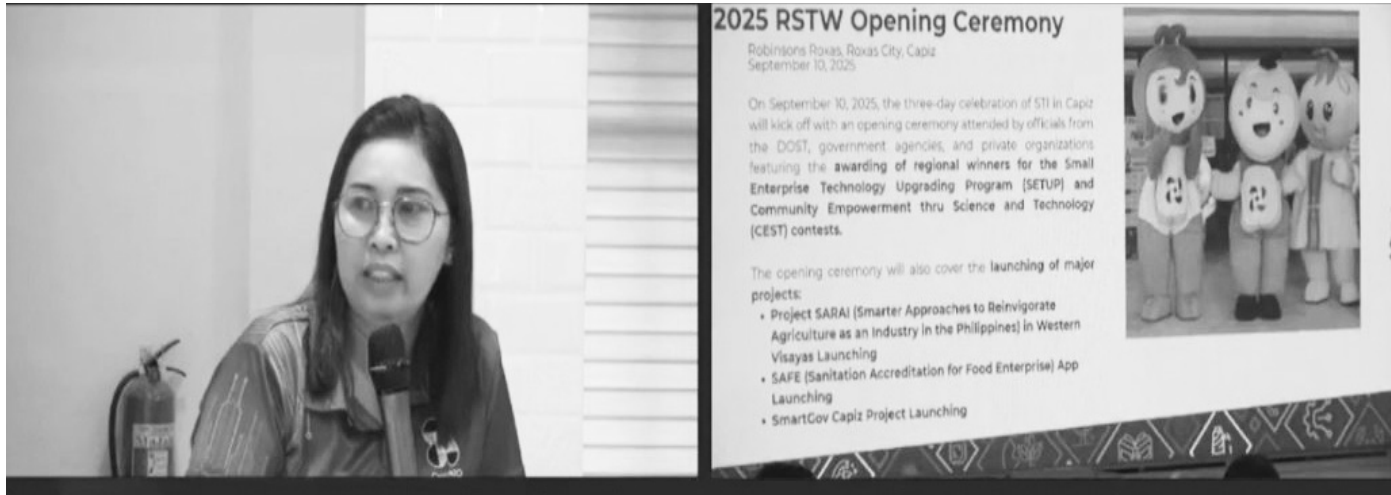 2025 RSTW Opening Ceremony
Robinsons Roxas, Roxas City, Capiz
September 10, 2025
On September 10, 2025, the three-day celebration of STI in Capiz
will kick off with an opening ceremony attended by officials from
the DOST, government agencies, and private organizations
featuring the awarding of regional winners for the Small
Enterprise Technology Upgrading Program (SETUP) and
Community Empowerment thru Science and Technology
(CEST) contests.
The opening ceremony will also cover the launching of major
projects:
• Project SARAI (Smarter Approaches to Reinvigorate
Agriculture as an Industry in the Philippines) in Western
Visayas Launching
• SAFE (Sanitation Accreditation for Food Enterprise) App
Launching
• SmartGov Capiz Project Launching